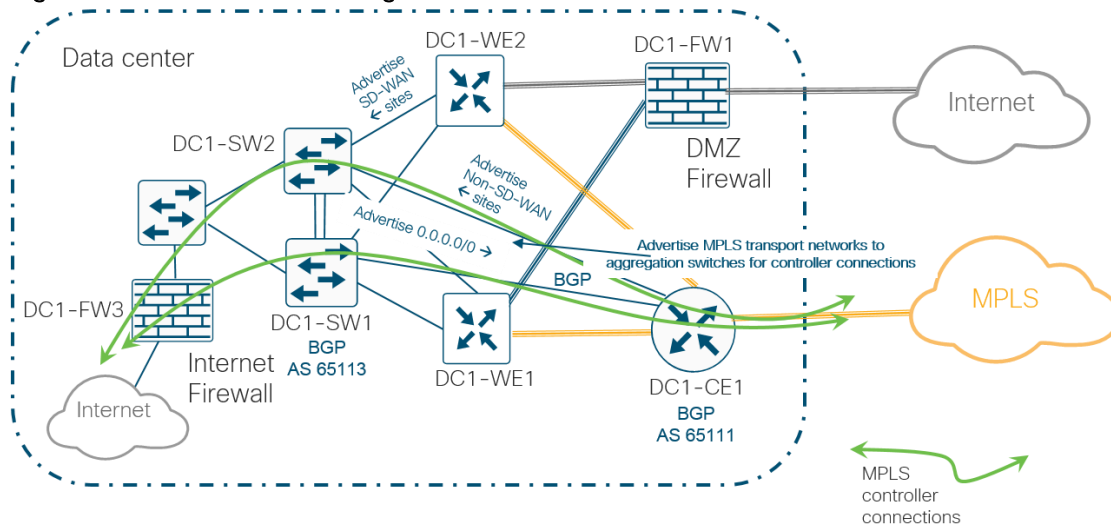 DC1-WE2
DC1-FW1
Data center
Advertise
SD-WAN
← sites
Internet
DC1-SW2
DMZ
Firewall
Advertise
Non-SD-WAN
← sites
Advertise 0.0.0.0/0 →
Advertise MPLS transport networks to
aggregation switches for controller connections
BGP
MPLS
DC1-FW3
DC1-SW1
BGP
AS 65113
Internet
Firewall
DC1-WE1
DC1-CE1
BGP
AS 65111
Internet
MPLS
controller
connections